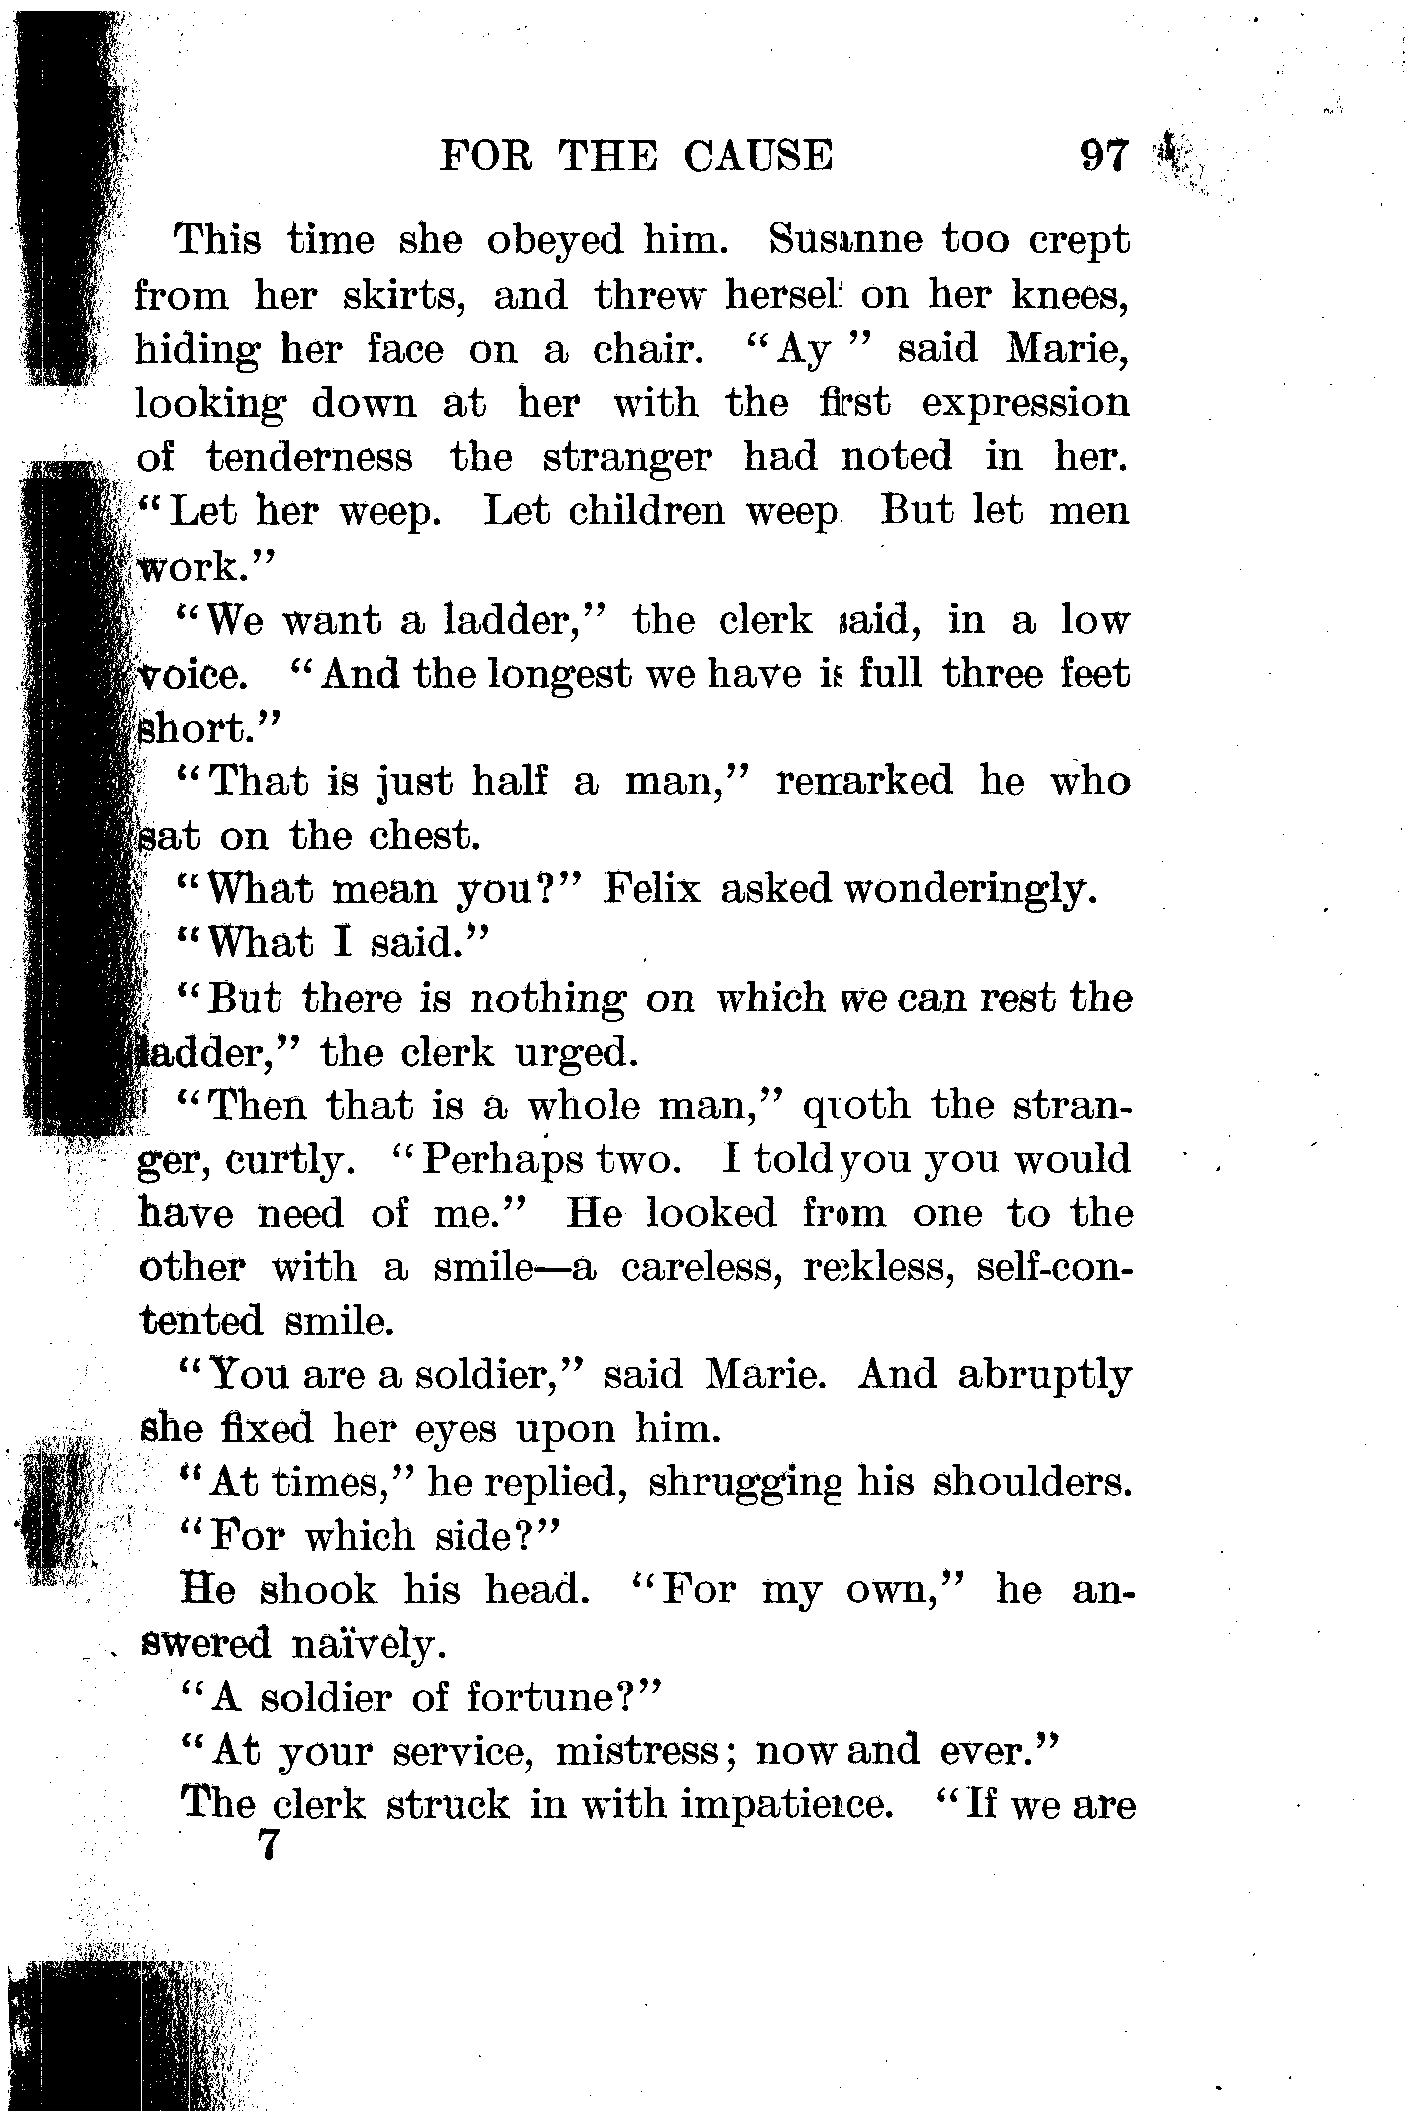 FOR THE CAUSE 97
This time she obeyed him. Susanne too crept
from her skirts, and threw herself on her knees,
hiding her face on a chair. "Ay" said Marie,
looking down at her with the first expression
of tenderness the stranger had noted in her.
"Let her weep. Let children weep But let men
work."
"We want a ladder," the clerk said, in a low
voice. "And the longest we have is full three feet
short."
"That is just half a man," remarked he who
sat on the chest.
"What mean you?" Felix asked wonderingly.
"What I said."
"But there is nothing on which we can rest the
ladder," the clerk urged.
"Then that is a whole man," quoth the stran-
ger, curtly. "Perhaps two. I told you you would
have need of me." He looked from one to the
other with a smile—a careless, reckless, self-con-
tented smile.
"You are a soldier," said Marie. And abruptly
she fixed her eyes upon him.
"At times," he replied, shrugging his shoulders.
"For which side?"
He shook his head. "For my own," he an-
swered naïvely.
"A soldier of fortune?"
"At your service, mistress; now and ever."
The clerk struck in with impatience. "If we are
7